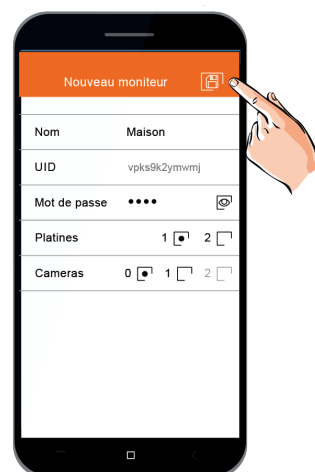 Nouveau moniteur
Nom Maison
UID vpks9k2ymwmj
Mot de passe ••••
Platines 1 2
Cameras 0 1 2